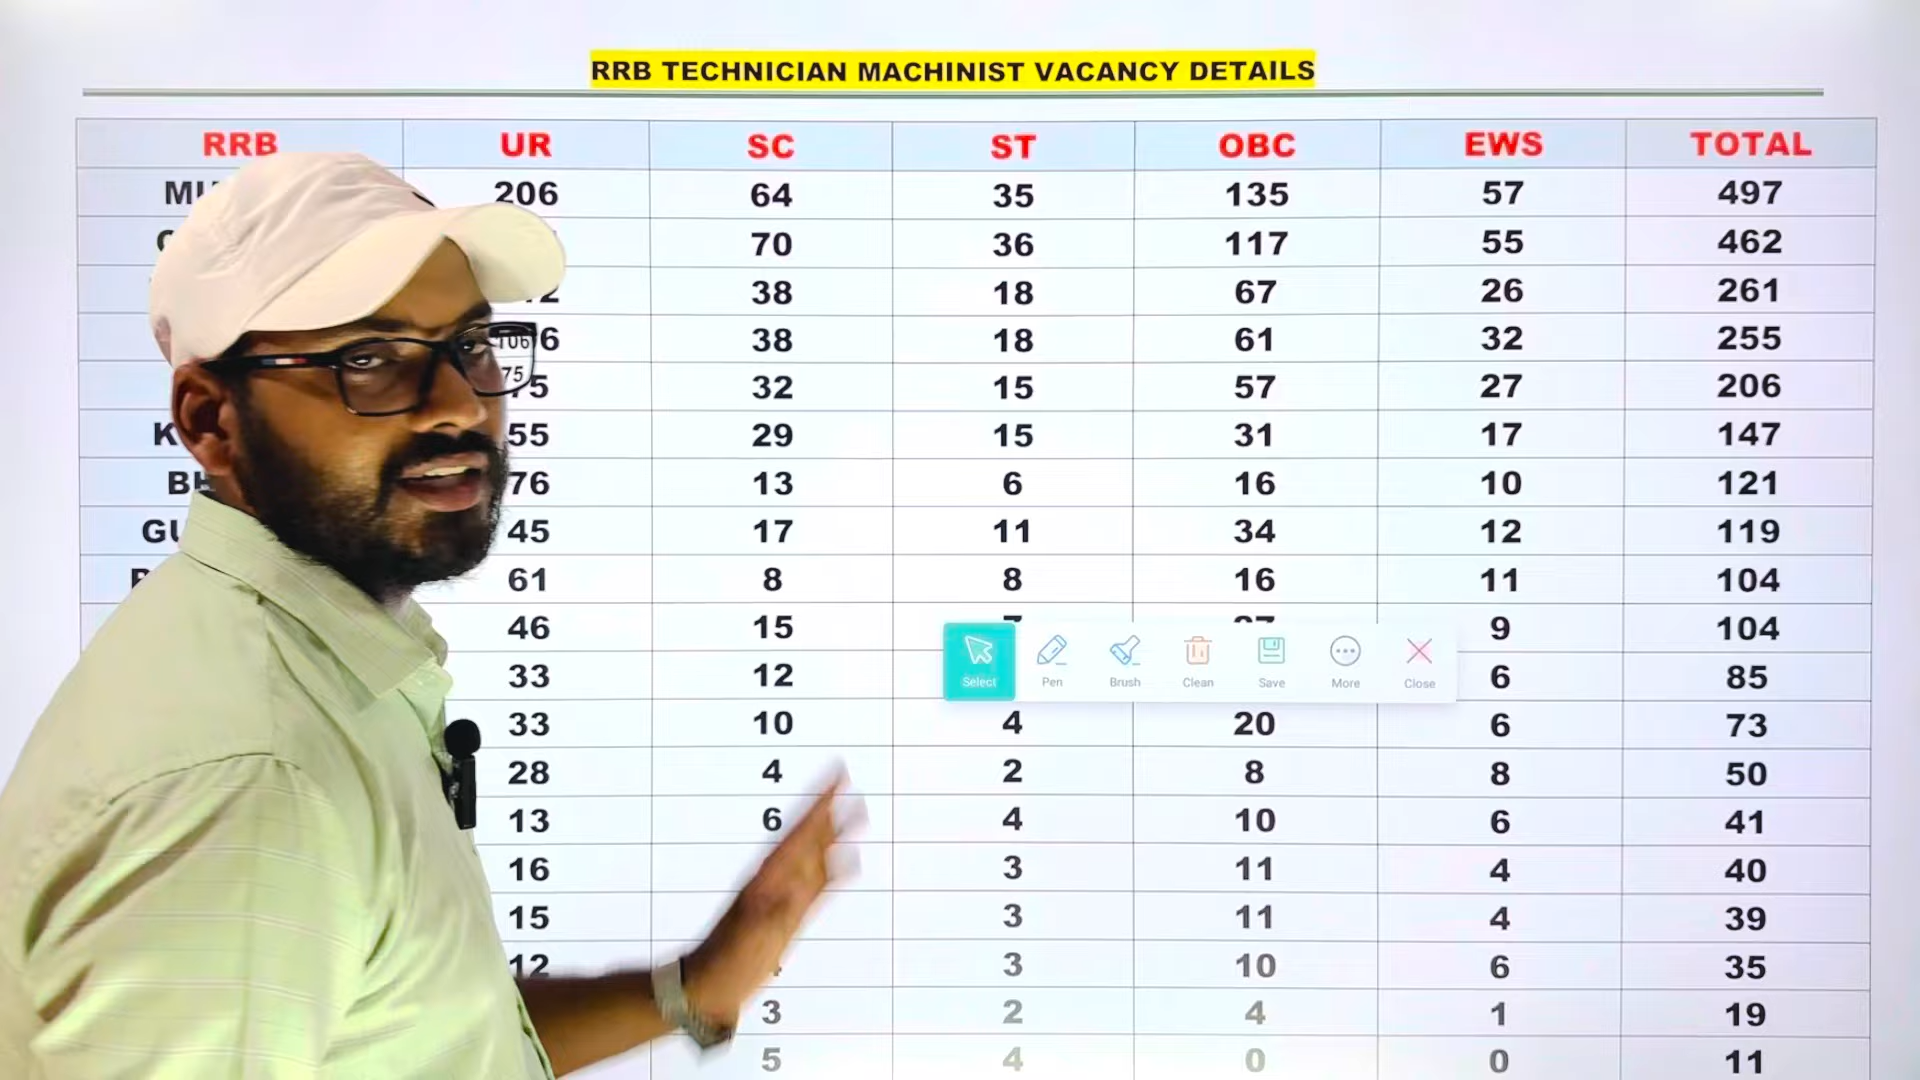 RRB TECHNICIAN MACHINIST VACANCY DETAILS
RRB UR SC ST OBC EWS TOTAL
206 64 35 135 57 497
70 36 117 55 462
38 18 67 26 261
38 18 61 32 255
32 15 57 27 206
55 29 15 31 17 147
76 13 6 16 10 121
45 17 11 34 12 119
61 8 8 16 11 104
46 15 9 104
33 12 6 85
Select Pen Brush Clean Save More Close
33 10 4 20 6 73
28 4 2 8 8 50
13 6 4 10 6 41
16 3 11 4 40
15 3 11 4 39
12 3 10 6 35
3 2 4 1 19
5 4 0 0 11